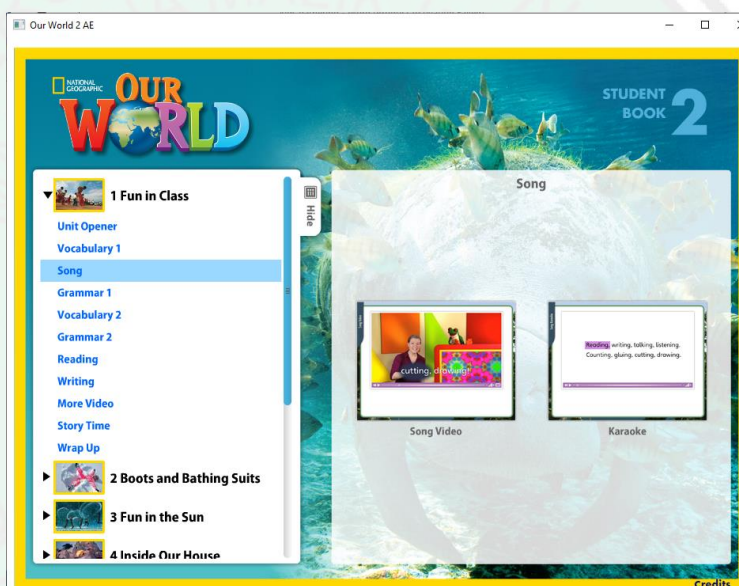 Our World 2 AE
NATIONAL
GEOGRAPHIC
OUR
WORLD
STUDENT
BOOK 2
1 Fun in Class
Hide
Unit Opener
Vocabulary 1
Song
Grammar 1
Vocabulary 2
Grammar 2
Reading
Writing
More Video
Story Time
Wrap Up
2 Boots and Bathing Suits
3 Fun in the Sun
4 Inside Our House
Song
cutting, drawing!
Song Video
Reading, writing, talking, listening.
Counting, gluing, cutting, drawing.
Karaoke
Credits